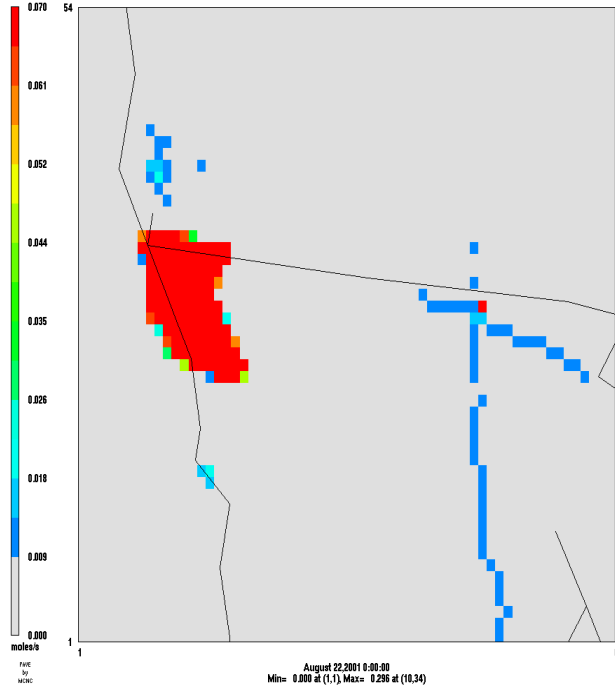 0.070
54
0.061
0.052
0.044
0.035
0.026
0.018
0.009
0.000
1
moles/s
1
PAVE
by
MCNC
August 22,2001 0:00:00
Min= 0.000 at (1,1), Max= 0.296 at (10,34)